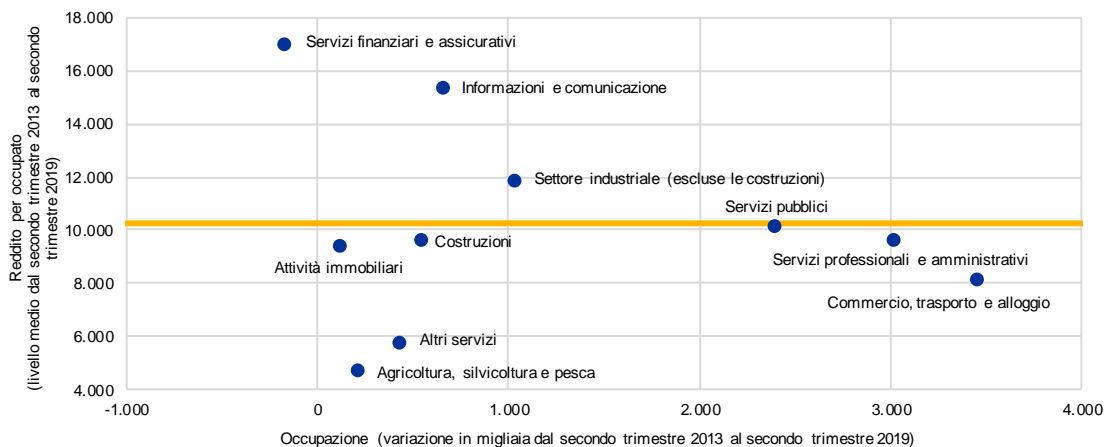 Reddito per occupato
(livello medio dal secondo trimestre 2013 al secondo
trimestre 2019)
18.000
16.000
14.000
12.000
10.000
8.000
6.000
4.000
Servizi finanziari e assicurativi
Informazioni e comunicazione
Settore industriale (escluse le costruzioni)
Servizi pubblici
Costruzioni
Servizi professionali e amministrativi
Attività immobiliari
Commercio, trasporto e alloggio
Altri servizi
Agricoltura, silvicoltura e pesca
-1.000
0
1.000
2.000
3.000
4.000
Occupazione (variazione in migliaia dal secondo trimestre 2013 al secondo trimestre 2019)